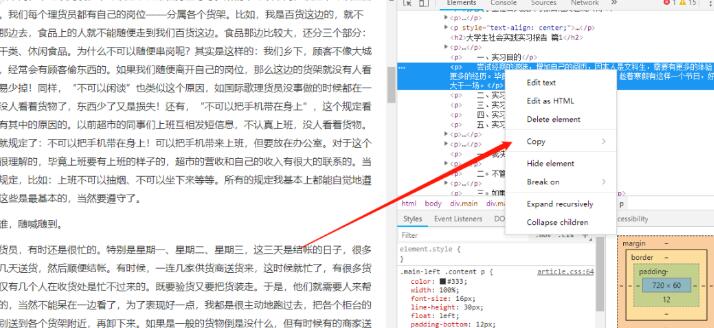 ，我们每个理货员都有自己的岗位——分属各个货架。比如，我是百货这边的，就不
那边去，食品上的人就不能随便走到我们百货边。食品那边比较大，还分三个部分：
干类、休闲食品。为什么不可以随便串岗呢？其实是这样的：我们乡下，顾客不像大城
，经常会有顾客偷东西的。如果我们随便离开自己的岗位，那么这边的货架就没有人看
易少掉！同样，“不可以闲谈”也类似这个原因，如国际歌理货员没事做的时候都在一
没人看着货物了，东西少了又是损失！还有，“不可以把手机带在身上”，这个规定看
有其中的原因的。以前超市的同事们上班互相发短信息，不认真上班，没人看着货物。
就规定了：不可以把手机带在身上！可以把手机带来上班，但要放在办公室。对于这个
很理解的，毕竟上班要有上班的样子的，超市的营收和自己的收入有很大的联系的。当
规定，比如：上班不可以抽烟、不可以坐下来等等。所有的规定我基本上都能自觉地遵
这些是最基本的，当然要遵守了。
谁，随喊随到。
货员，有时还是很忙的。特别是星期一、星期二、星期三，这三天是结帐的日子，很多
几天送货，然后顺便结帐。有时候，一连几家供货商送货来，这时候就忙了，有很多货
仅有几个人在收货处是忙不过来的。既要验货又要把货装走。于是，他们就需要人来帮
的，当然不能呆在一边看了，为了表现好一点，我都是很主动地跑过去，把各个柜台的
别送到各个货架附近，再卸下来。如果是一般的货物倒是没什么，但有时候有的商家送
Elements Console Sources Network
1 15
<p>…</p>
<p style="text-align: center;">…</p>
<h2>大学生社会实践实习报告 篇1</h2>
<p> 一、实习目的</p>
<p>
更多的经历。
大干一场。</p>
<p> 二、实习
<p> 三、实
<p> 四、实
<p> 五、实
<p>…</p>
<p>…</p>
<p>
<p>…</p>
<p> 二。不管
<p>…</p>
<p> 三。如果
Edit text
Edit as HTML
Delete element
Copy
Hide element
Break on
Expand recursively
Collapse children
html body div.main div.m
Styles Event Listeners DO
Filter :hov .cls
element.style {
}
.main-left .content p { article.css:64
color: #333;
width: 100%;
font-size: 16px;
line-height: 30px;
float: left;
padding-bottom: 12px;
margin –
border –
padding-
720 × 60
12
–
–